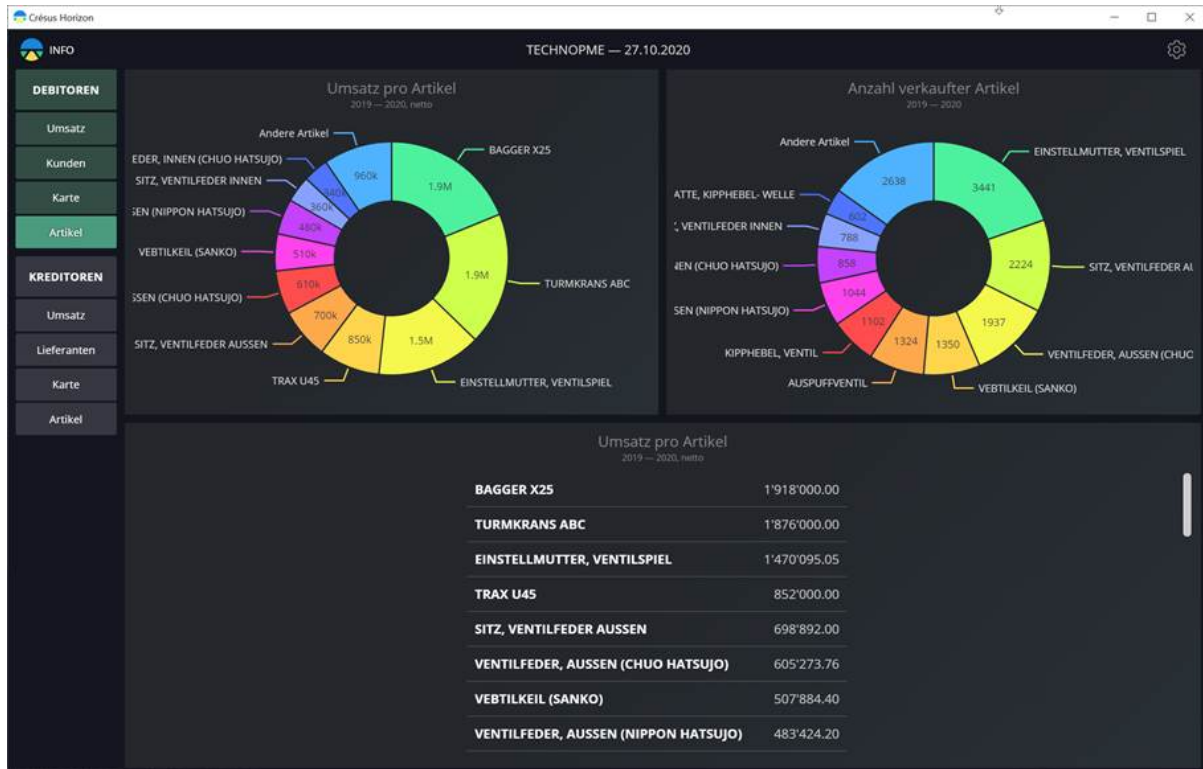 Crésus Horizon
INFO
TECHNOPME — 27.10.2020
DEBITOREN
Umsatz
Kunden
Karte
Artikel
KREDITOREN
Umsatz
Lieferanten
Karte
Artikel
Umsatz pro Artikel
2019 — 2020, netto
Andere Artikel
BAGGER X25
EDER, INNEN (CHUO HATSUJO)
SITZ, VENTILFEDER INNEN
SEN (NIPPON HATSUJO)
VEBTILKEIL (SANKO)
SSEN (CHUO HATSUJO)
SITZ, VENTILFEDER AUSSEN
TRAX U45
EINSTELLMUTTER, VENTILSPIEL
TURMKRANS ABC
960k
1.9M
340k
360k
480k
510k
610k
700k
850k
1.5M
1.9M
Anzahl verkaufter Artikel
2019 — 2020
Andere Artikel
EINSTELLMUTTER, VENTILSPIEL
ATTE, KIPPHEBEL- WELLE
, VENTILFEDER INNEN
EN (CHUO HATSUJO)
SEN (NIPPON HATSUJO)
KIPPHEBEL, VENTIL
AUSPUFFVENTIL
VEBTILKEIL (SANKO)
VENTILFEDER, AUSSEN (CHUO
SITZ, VENTILFEDER AU
2638
3441
602
788
858
1044
1102
1324
1350
1937
2224
Umsatz pro Artikel
2019 — 2020, netto
BAGGER X25 1'918'000.00
TURMKRANS ABC 1'876'000.00
EINSTELLMUTTER, VENTILSPIEL 1'470'095.05
TRAX U45 852'000.00
SITZ, VENTILFEDER AUSSEN 698'892.00
VENTILFEDER, AUSSEN (CHUO HATSUJO) 605'273.76
VEBTILKEIL (SANKO) 507'884.40
VENTILFEDER, AUSSEN (NIPPON HATSUJO) 483'424.20